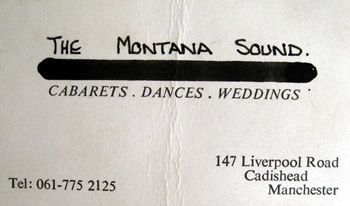 THE MONTANA SOUND.
CABARETS . DANCES . WEDDINGS
147 Liverpool Road
Cadishead
Manchester
Tel: 061-775 2125